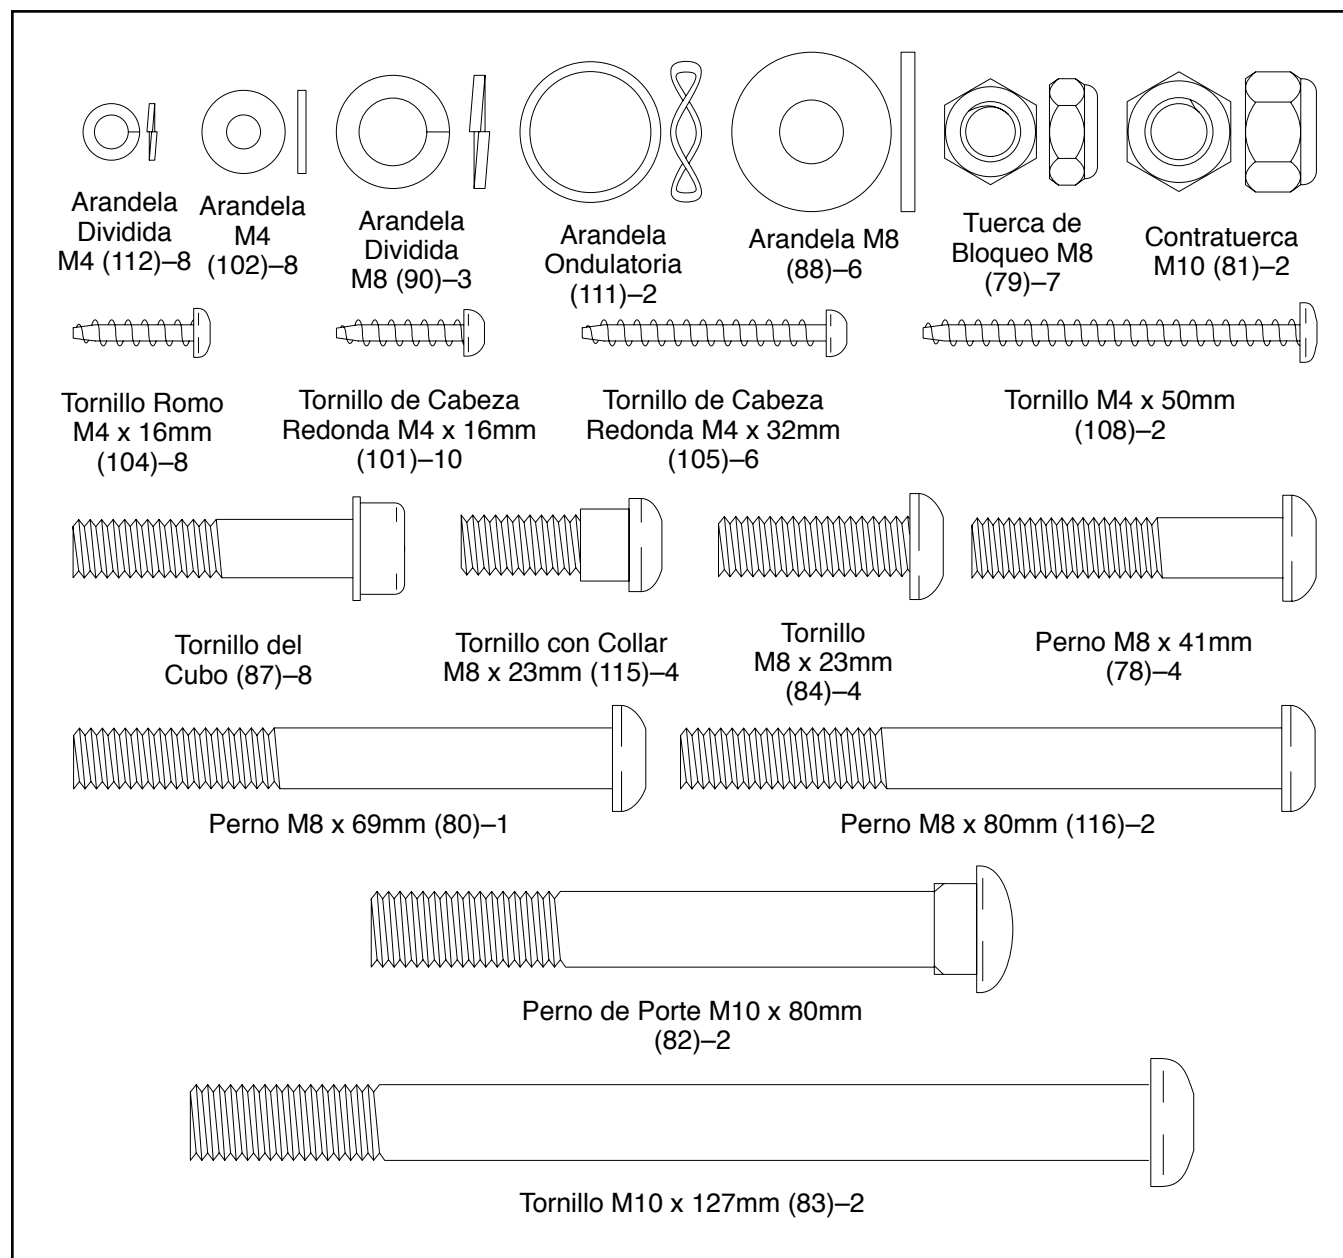 Arandela
Dividida
M4 (112)–8
Arandela
M4
(102)–8
Arandela
Dividida
M8 (90)–3
Arandela
Ondulatoria
(111)–2
Arandela M8
(88)–6
Tuerca de
Bloqueo M8
(79)–7
Contratuerca
M10 (81)–2
Tornillo Romo
M4 x 16mm
(104)–8
Tornillo de Cabeza
Redonda M4 x 16mm
(101)–10
Tornillo de Cabeza
Redonda M4 x 32mm
(105)–6
Tornillo M4 x 50mm
(108)–2
Tornillo del
Cubo (87)–8
Tornillo con Collar
M8 x 23mm (115)–4
Tornillo
M8 x 23mm
(84)–4
Perno M8 x 41mm
(78)–4
Perno M8 x 69mm (80)–1
Perno M8 x 80mm (116)–2
Perno de Porte M10 x 80mm
(82)–2
Tornillo M10 x 127mm (83)–2